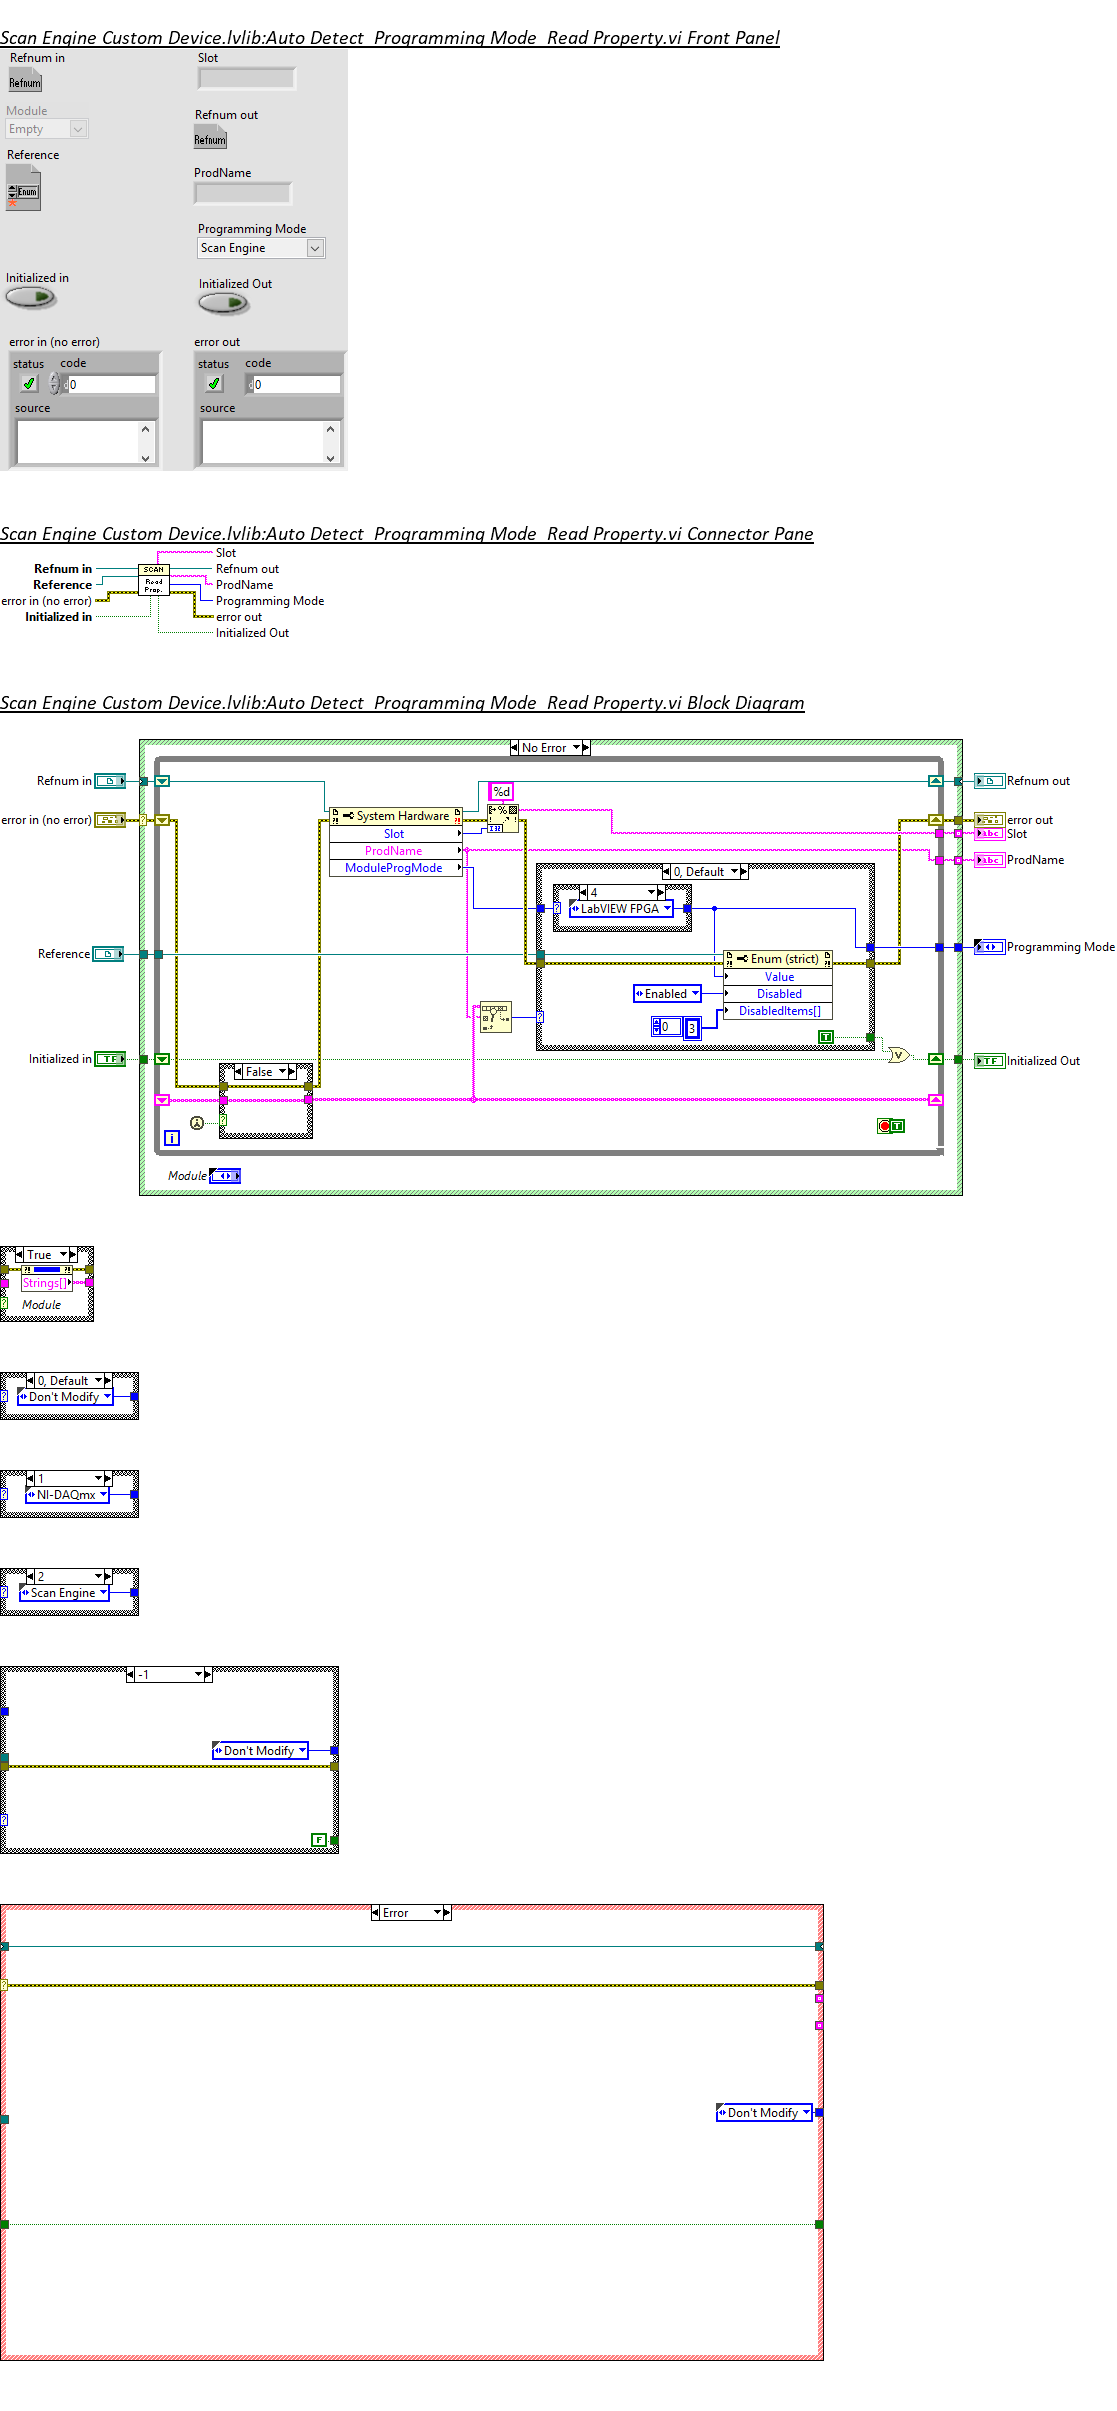 Scan Engine Custom Device.lvlib:Auto Detect_Programming Mode_Read Property.vi Front Panel
Refnum in
Slot
Refnum
Module
Empty
Refnum out
Refnum
Reference
Enum
ProdName
Programming Mode
Scan Engine
Initialized in
Initialized Out
error in (no error)
error out
status code
0
status code
0
source
source
Scan Engine Custom Device.lvlib:Auto Detect_Programming Mode_Read Property.vi Connector Pane
Slot
Refnum in
SCAN
Refnum out
Reference
Read
Prop.
ProdName
error in (no error)
Programming Mode
Initialized in
error out
Initialized Out
Scan Engine Custom Device.lvlib:Auto Detect_Programming Mode_Read Property.vi Block Diagram
No Error
Refnum in
Refnum out
%d
error in (no error)
System Hardware
error out
Slot
I32
Slot
abc
ProdName
ProdName
abc
ModuleProgMode
0, Default
4
LabVIEW FPGA
Programming Mode
Reference
Enum (strict)
Value
Enabled
Disabled
0
3
DisabledItems[]
T
Initialized in
TF
TF
Initialized Out
False
T
i
Module
True
Strings[]
Module
0, Default
Don't Modify
1
NI-DAQmx
2
Scan Engine
-1
Don't Modify
F
Error
Don't Modify